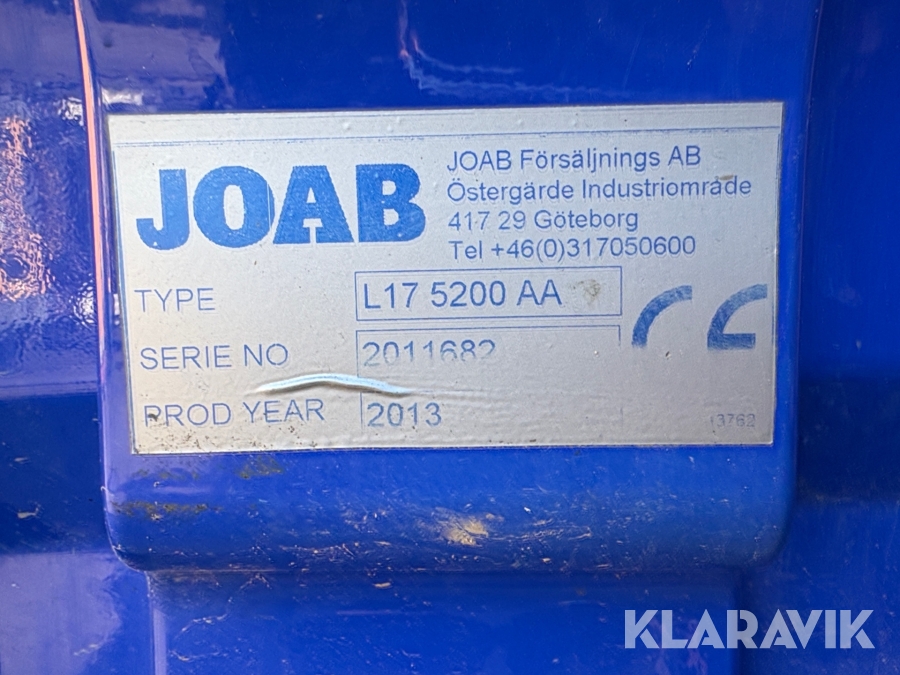 JOAB
JOAB Försäljnings AB
Östergärde Industriområde
417 29 Göteborg
Tel +46(0)317050600
TYPE L17 5200 AA
SERIE NO 2011682
PROD YEAR 2013
CE
13762
KLARAVIK